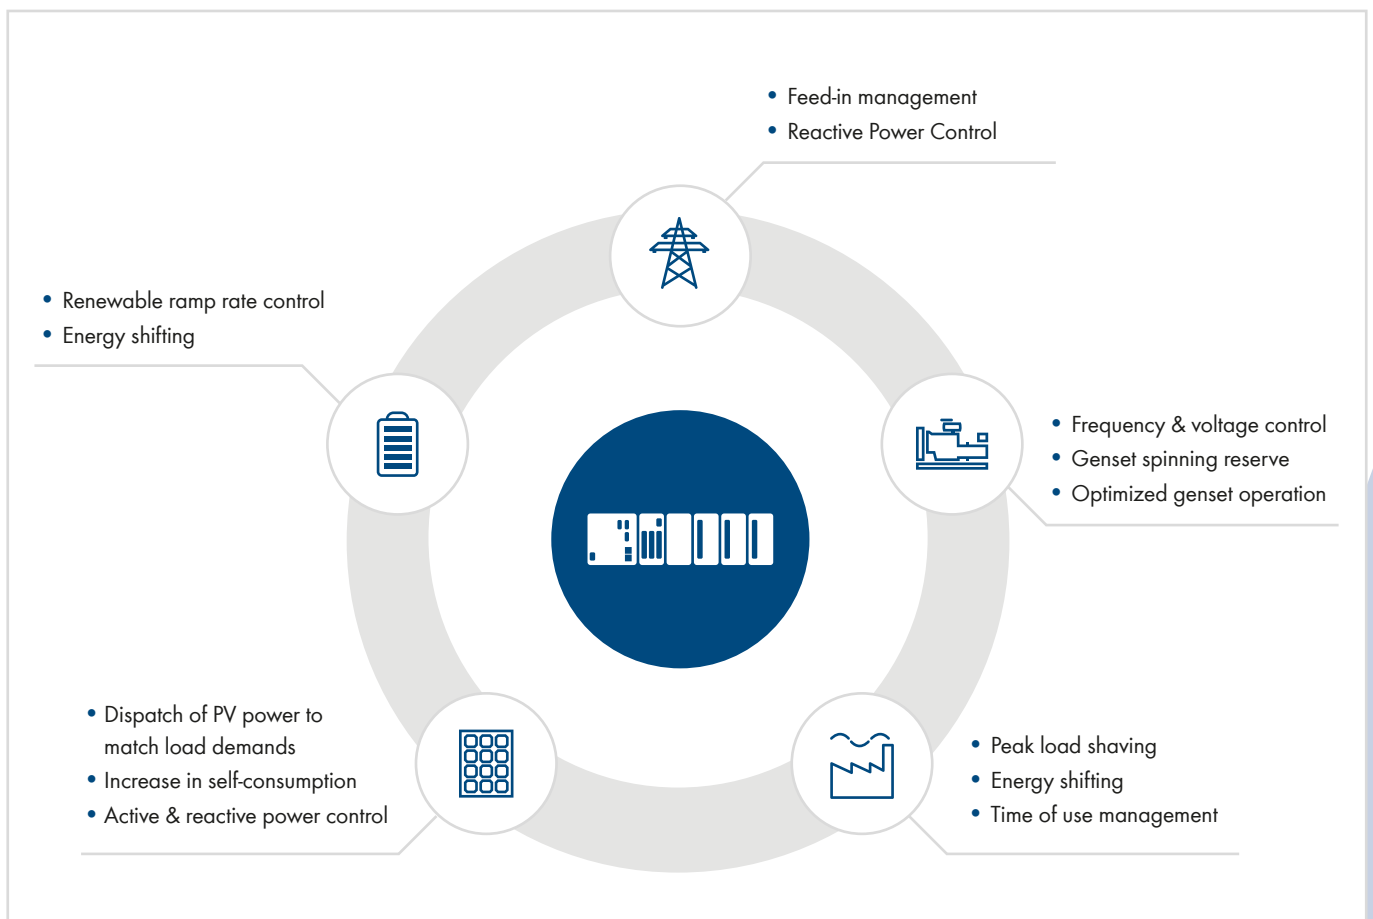 • Feed-in management
• Reactive Power Control
• Renewable ramp rate control
• Energy shifting
• Frequency & voltage control
• Genset spinning reserve
• Optimized genset operation
• Dispatch of PV power to
match load demands
• Increase in self-consumption
• Active & reactive power control
• Peak load shaving
• Energy shifting
• Time of use management